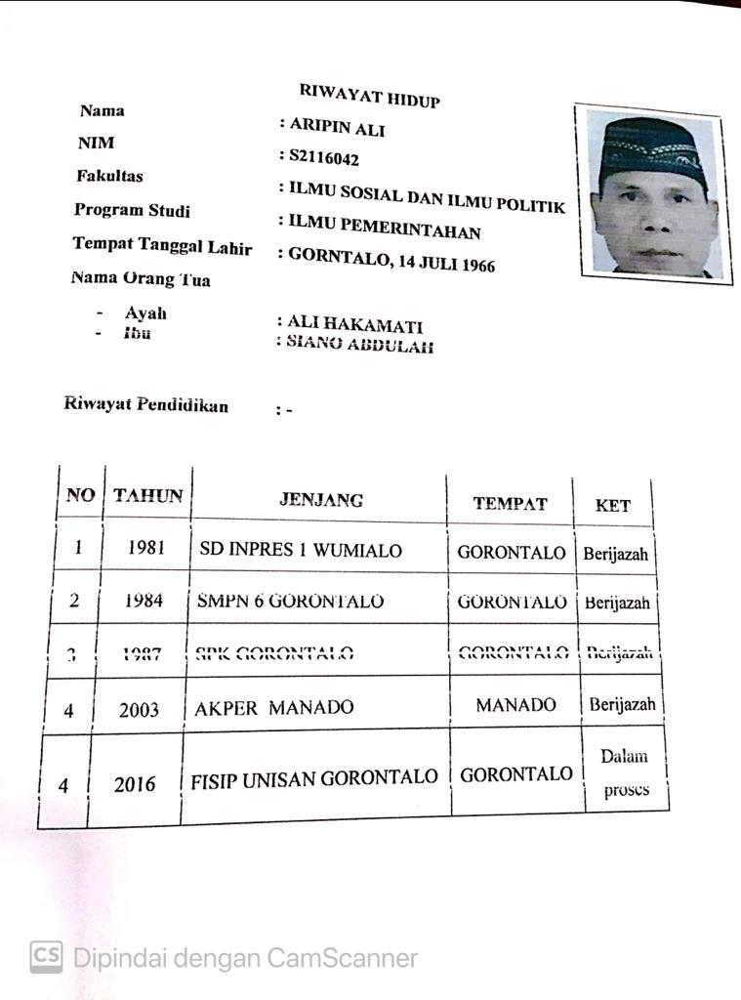 RIWAYAT HIDUP
Nama : ARIPIN ALI
NIM : S2116042
Fakultas : ILMU SOSIAL DAN ILMU POLITIK
Program Studi : ILMU PEMERINTAHAN
Tempat Tanggal Lahir : GORNTALO, 14 JULI 1966
Nama Orang Tua
- Ayah : ALI HAKAMATI
- Ibu : SIANO ABDULAH
Riwayat Pendidikan : -
NO TAHUN JENJANG TEMPAT KET
1 1981 SD INPRES 1 WUMIALO GORONTALO Berijazah
2 1984 SMPN 6 GORONTALO GORONTALO Berijazah
3 1987 SPK GORONTALO GORONTALO Berijazah
4 2003 AKPER MANADO MANADO Berijazah
4 2016 FISIP UNISAN GORONTALO GORONTALO Dalam
proses
CS Dipindai dengan CamScanner